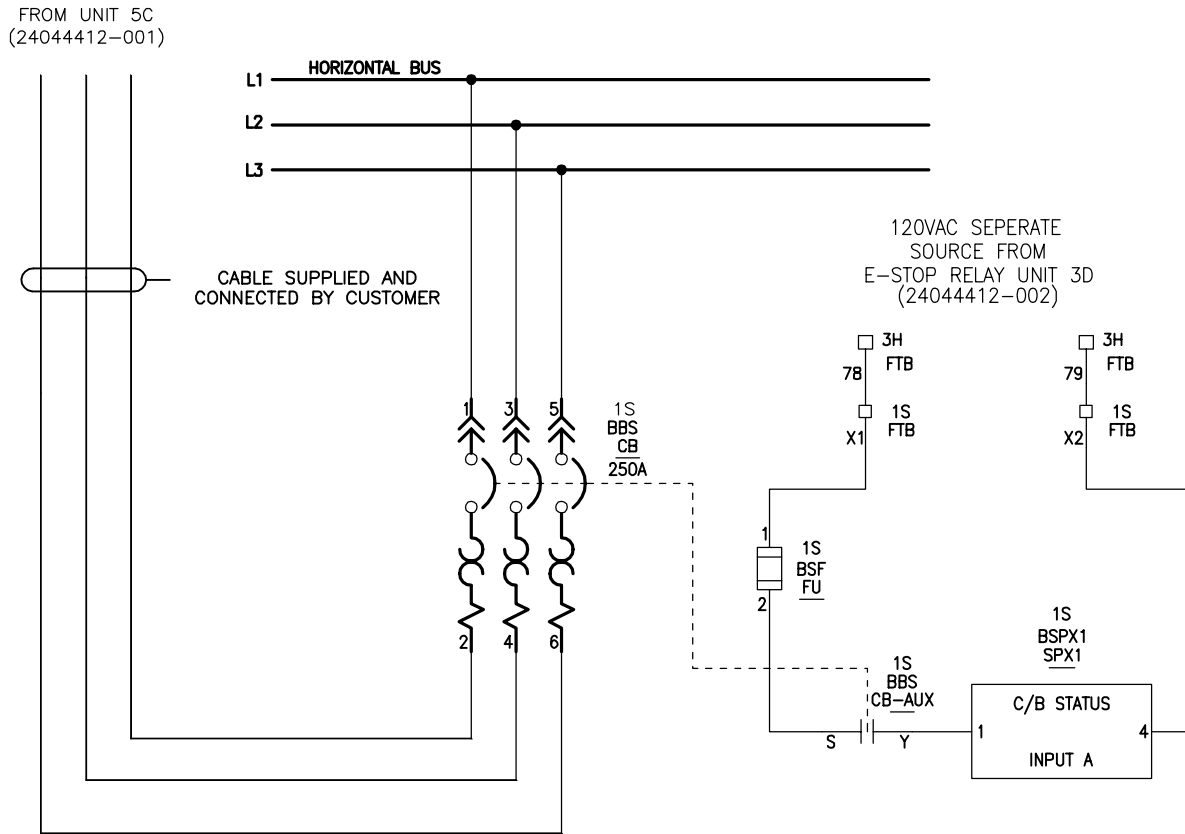 FROM UNIT 5C
(24044412-001)
HORIZONTAL BUS
L1
L2
L3
CABLE SUPPLIED AND
CONNECTED BY CUSTOMER
120VAC SEPERATE
SOURCE FROM
E-STOP RELAY UNIT 3D
(24044412-002)
3H
FTB
78
1S
FTB
X1
3H
FTB
79
1S
FTB
X2
1
3
5
1S
BBS
CB
250A
2
4
6
1
1S
BSF
FU
2
1S
BBS
CB-AUX
S
Y
1S
BSPX1
SPX1
C/B STATUS
1
4
INPUT A